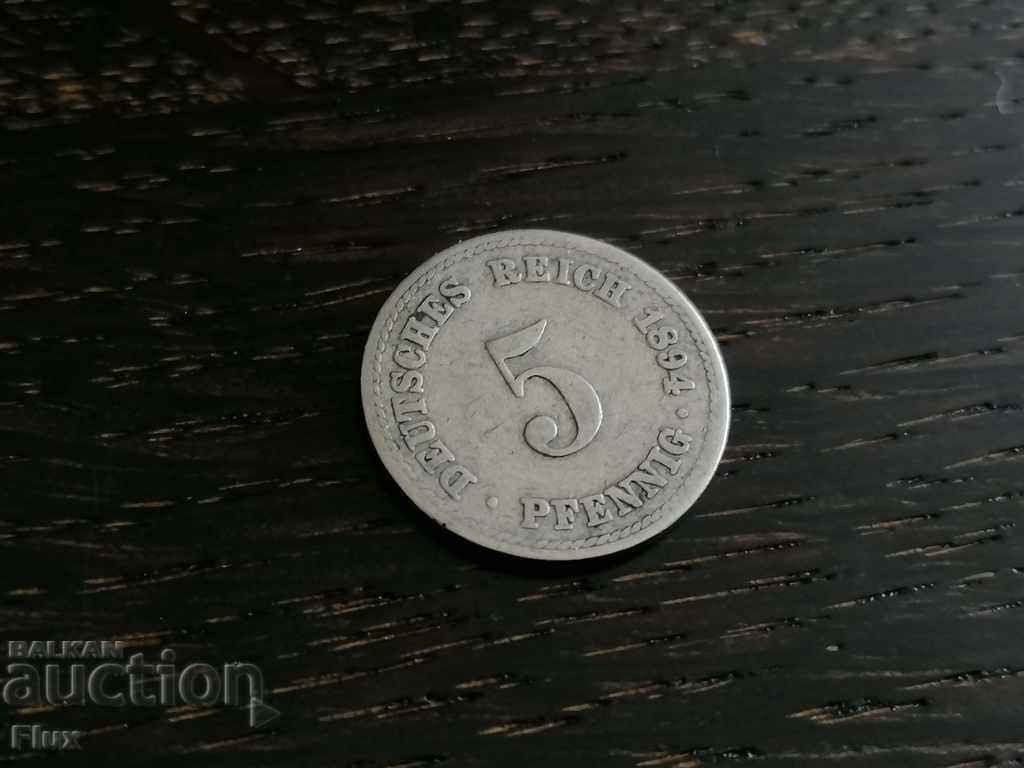 DEUTSCHES REICH 1894
5
· PFENNIG ·
BALKAN
auction
Flux